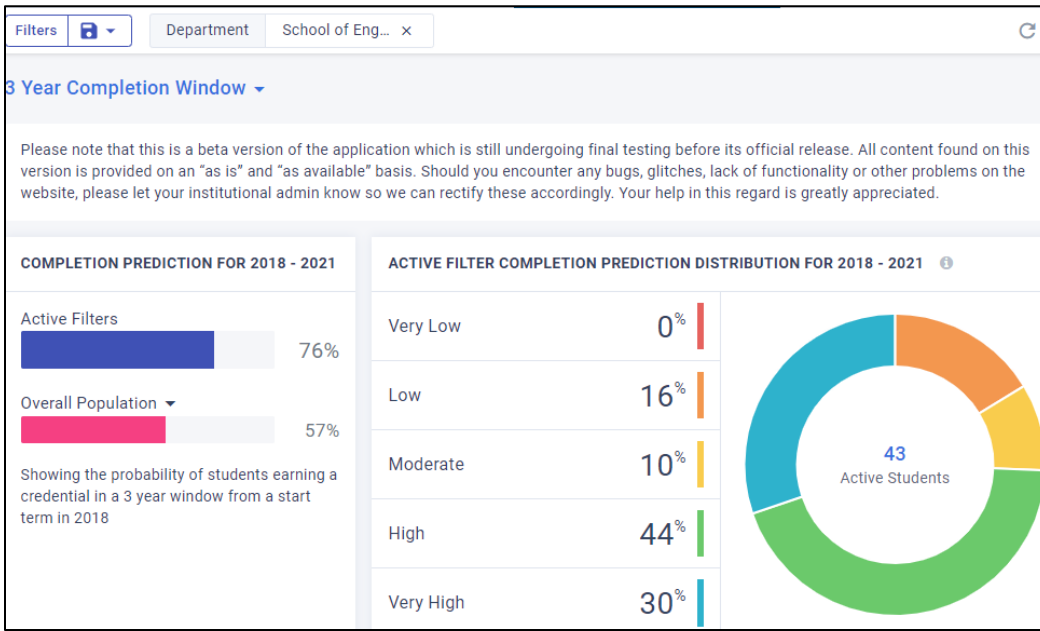 Filters
Department
School of Eng...
3 Year Completion Window
Please note that this is a beta version of the application which is still undergoing final testing before its official release. All content found on this
version is provided on an “as is” and “as available” basis. Should you encounter any bugs, glitches, lack of functionality or other problems on the
website, please let your institutional admin know so we can rectify these accordingly. Your help in this regard is greatly appreciated.
COMPLETION PREDICTION FOR 2018 - 2021
Active Filters
76%
Overall Population
57%
Showing the probability of students earning a
credential in a 3 year window from a start
term in 2018
ACTIVE FILTER COMPLETION PREDICTION DISTRIBUTION FOR 2018 - 2021
Very Low 0%
Low 16%
Moderate 10%
High 44%
Very High 30%
43
Active Students